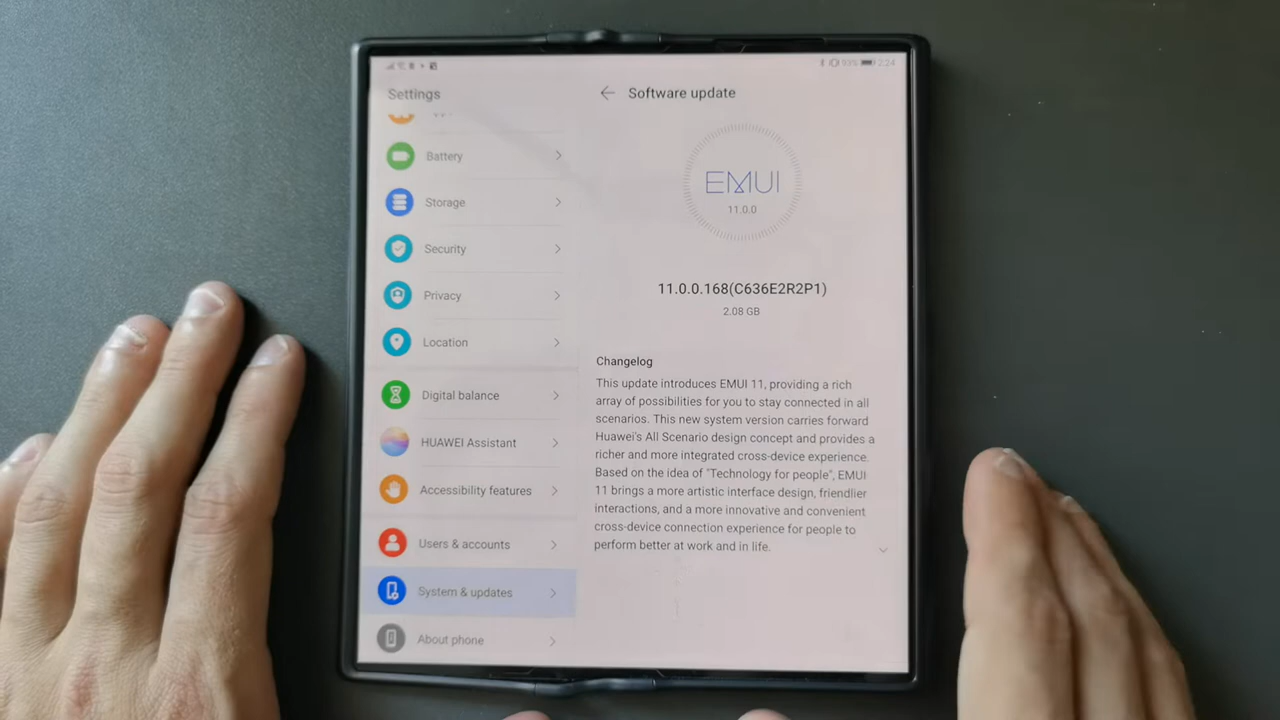 93% 2:24
Settings
Battery
Storage
Security
Privacy
Location
Digital balance
HUAWEI Assistant
Accessibility features
Users & accounts
System & updates
About phone
Software update
EMUI
11.0.0
11.0.0.168(C636E2R2P1)
2.08 GB
Changelog
This update introduces EMUI 11, providing a rich
array of possibilities for you to stay connected in all
scenarios. This new system version carries forward
Huawei's All Scenario design concept and provides a
richer and more integrated cross-device experience.
Based on the idea of "Technology for people", EMUI
11 brings a more artistic interface design, friendlier
interactions, and a more innovative and convenient
cross-device connection experience for people to
perform better at work and in life.